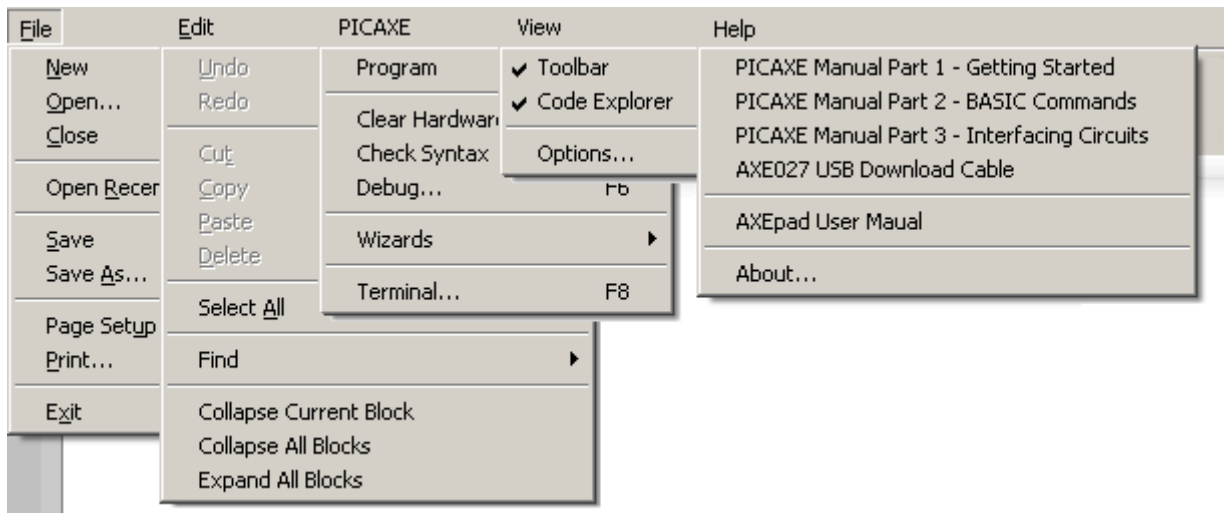 File Edit PICAXE View Help
New
Open...
Close
Open Recen
Save
Save As...
Page Setup
Print...
Exit
Undo
Redo
Cut
Copy
Paste
Delete
Select All
Find
Collapse Current Block
Collapse All Blocks
Expand All Blocks
Program
Clear Hardwar
Check Syntax
Debug... F6
Wizards
Terminal... F8
Toolbar
Code Explorer
Options...
PICAXE Manual Part 1 - Getting Started
PICAXE Manual Part 2 - BASIC Commands
PICAXE Manual Part 3 - Interfacing Circuits
AXE027 USB Download Cable
AXEpad User Maual
About...